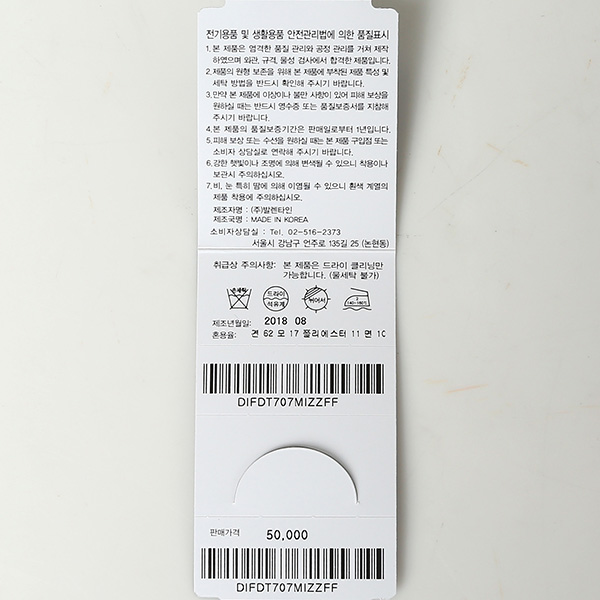 전기용품 및 생활용품 안전관리법에 의한 품질표시
1. 본 제품은 엄격한 품질 관리와 공정 관리를 거쳐 제작
하였으며 외관, 규격, 물성 검사에서 합격한 제품입니다.
2. 제품의 원형 보존을 위해 본 제품에 부착된 제품 특성 및
세탁 방법을 반드시 확인해 주시기 바랍니다.
3. 만약 본 제품에 이상이나 불만 사항이 있어 피해 보상을
원하실 때는 반드시 영수증 또는 품질보증서를 지참해
주시기 바랍니다.
4. 본 제품의 품질보증기간은 판매일로부터 1년입니다.
5. 피해 보상 또는 수선을 원하실 때는 본 제품 구입점 또는
소비자 상담실로 연락해 주시기 바랍니다.
6. 강한 햇빛이나 조명에 의해 변색될 수 있으니 착용이나
보관시 주의하십시오.
7. 비, 눈 특히 땀에 의해 이염될 수 있으니 흰색 계열의
제품 착용에 주의하십시오.
제조자명 : (주)발렌타인
제조국명 : MADE IN KOREA
소비자상담실 : Tel. 02-516-2373
서울시 강남구 언주로 135길 25 (논현동)
취급상 주의사항: 본 제품은 드라이 클리닝만
가능합니다. (물세탁 불가)
드라이
석유계
뉘어서
2
140~160℃
제조년월일: 2018 08
혼용율: 견 62 모 17 폴리에스터 11 면 10
DIFDT707MIZZFF
판매가격 50,000
DIFDT707MIZZFF